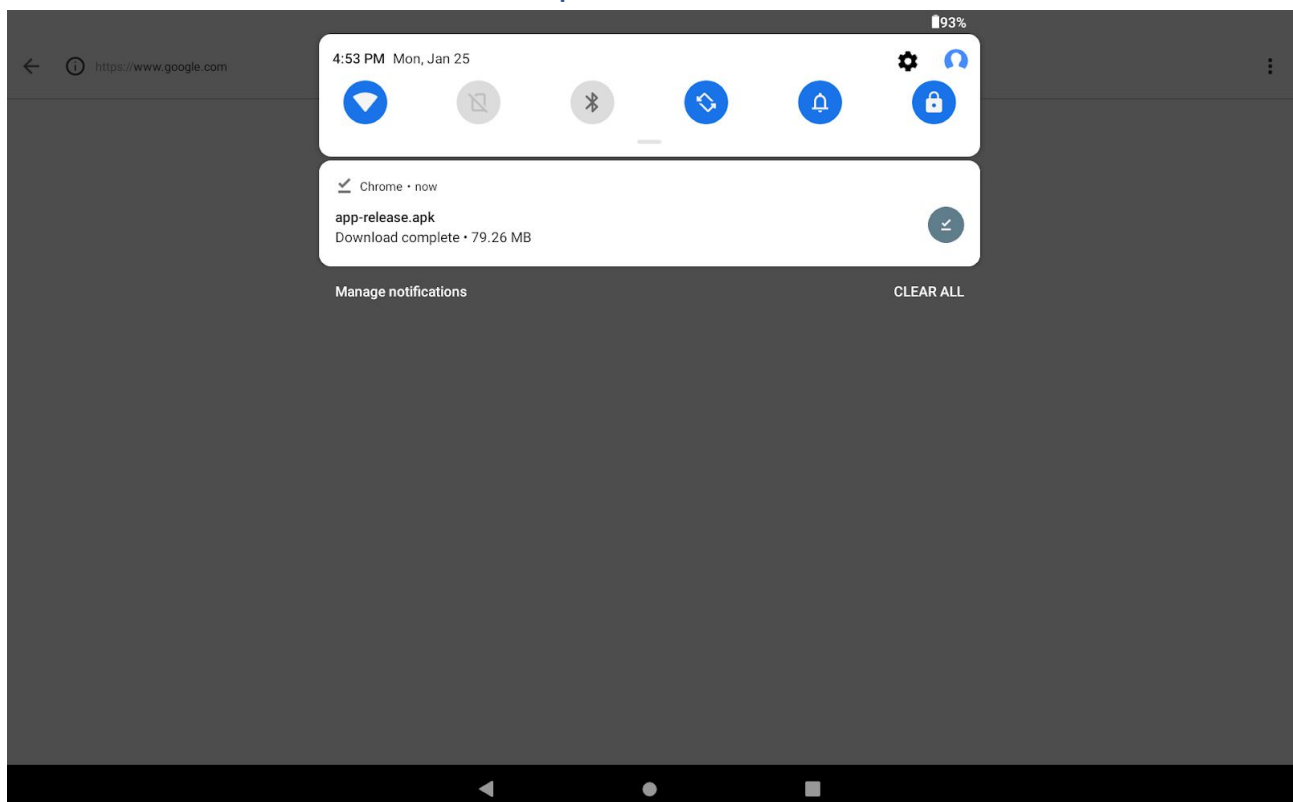 93%
4:53 PM Mon, Jan 25
https://www.google.com
Chrome • now
app-release.apk
Download complete • 79.26 MB
Manage notifications
CLEAR ALL